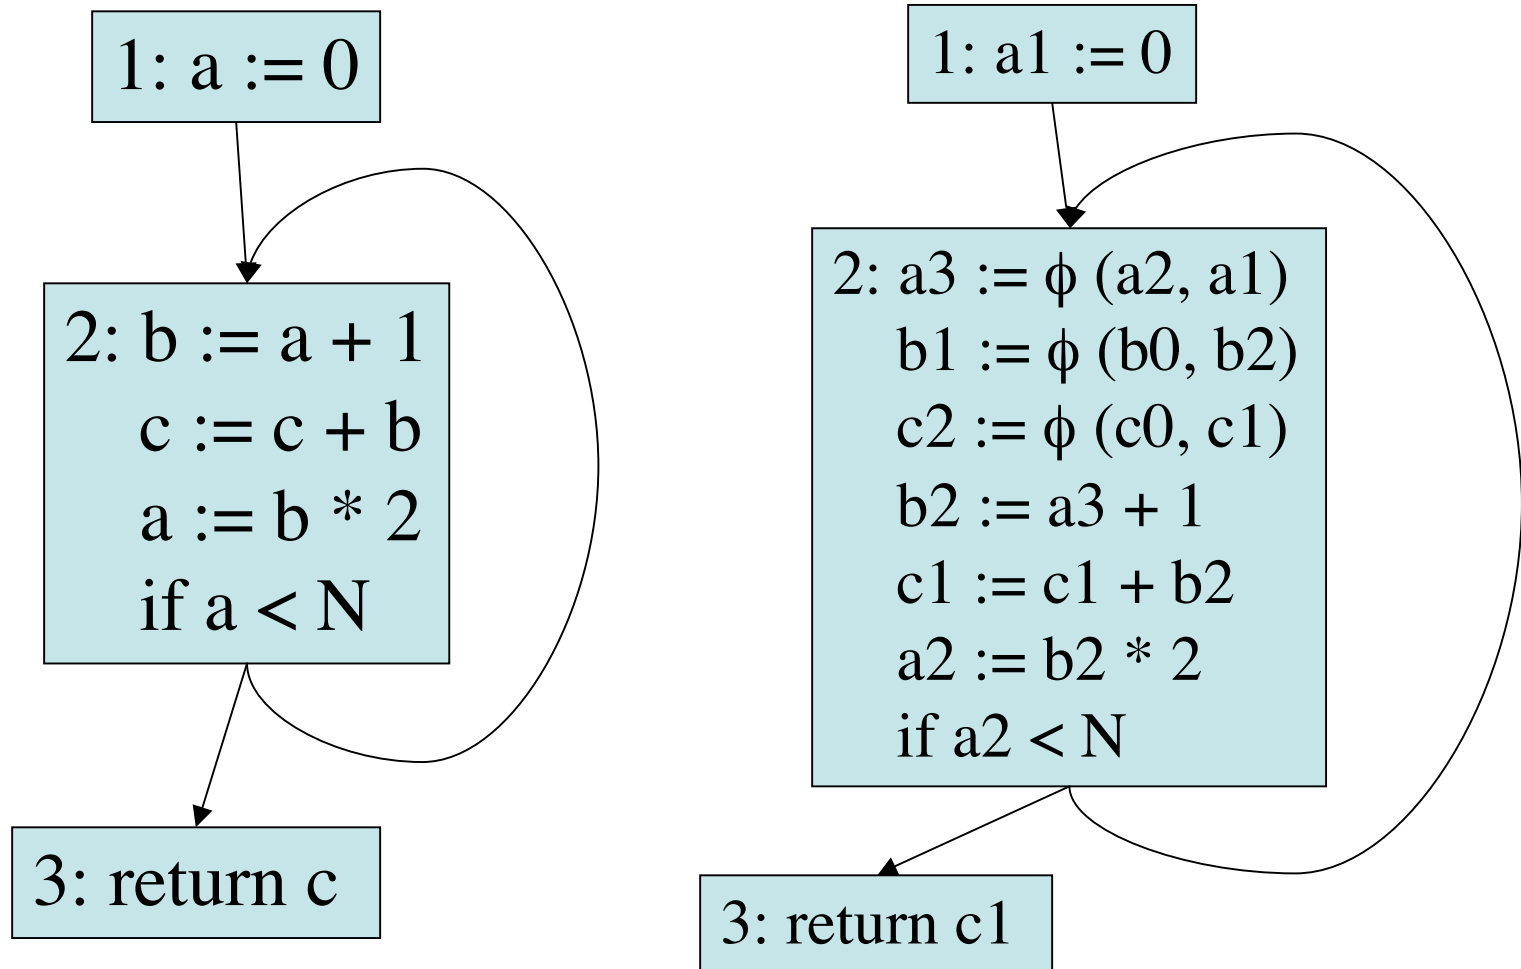 1: a := 0
2: b := a + 1
c := c + b
a := b * 2
if a < N
3: return c
1: a1 := 0
2: a3 := ϕ (a2, a1)
b1 := ϕ (b0, b2)
c2 := ϕ (c0, c1)
b2 := a3 + 1
c1 := c1 + b2
a2 := b2 * 2
if a2 < N
3: return c1